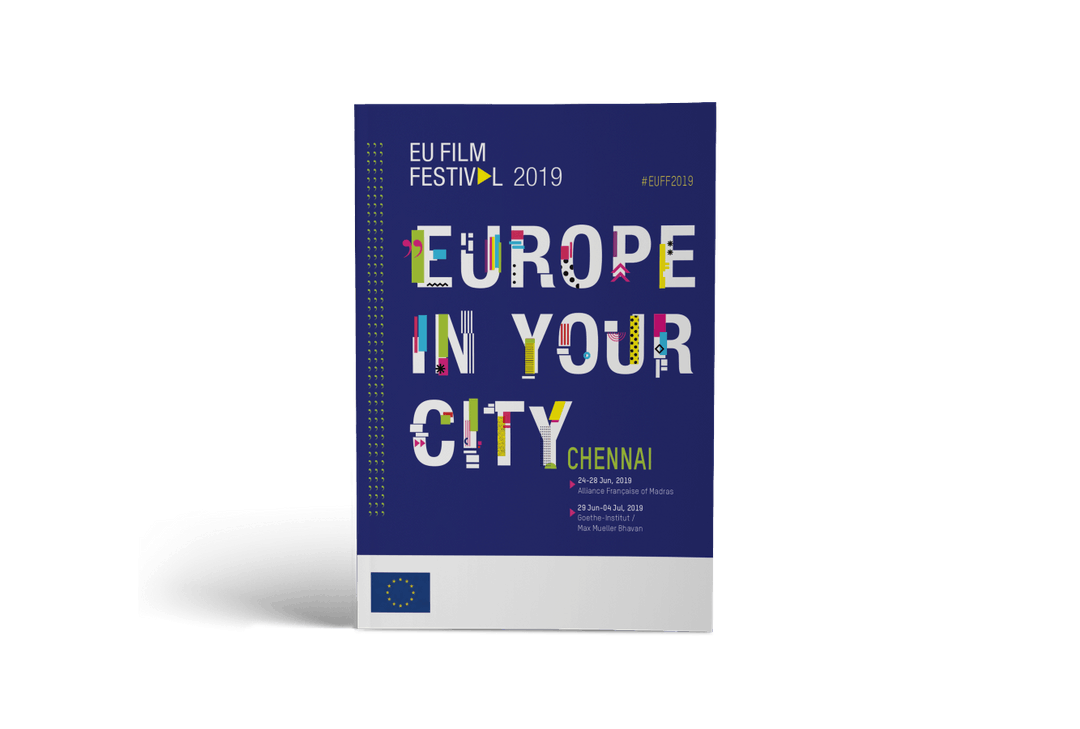 EU FILM
FESTIVAL 2019
#EUFF2019
EUROPE
IN YOUR
CITY
CHENNAI
24-28 Jun, 2019
Alliance Française of Madras
29 Jun-04 Jul, 2019
Goethe-Institut /
Max Mueller Bhavan